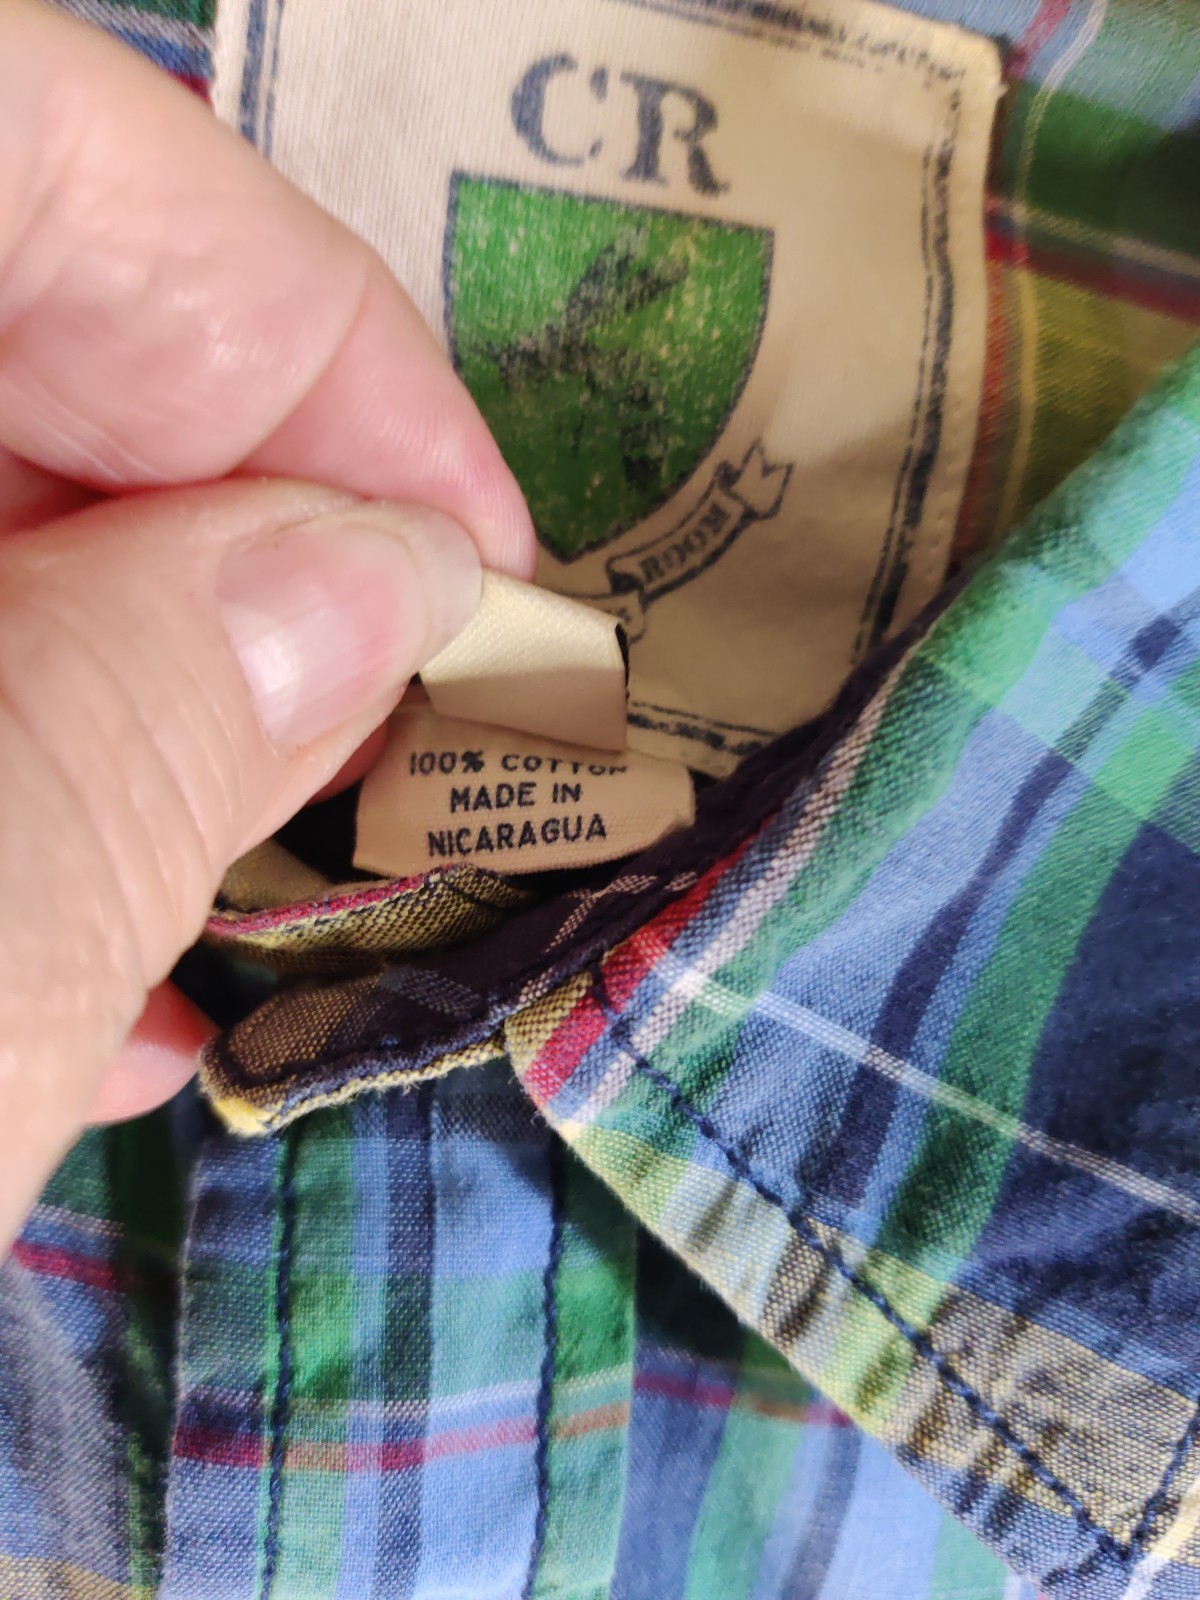 CR
ROOM
100% COTTON
MADE IN
NICARAGUA